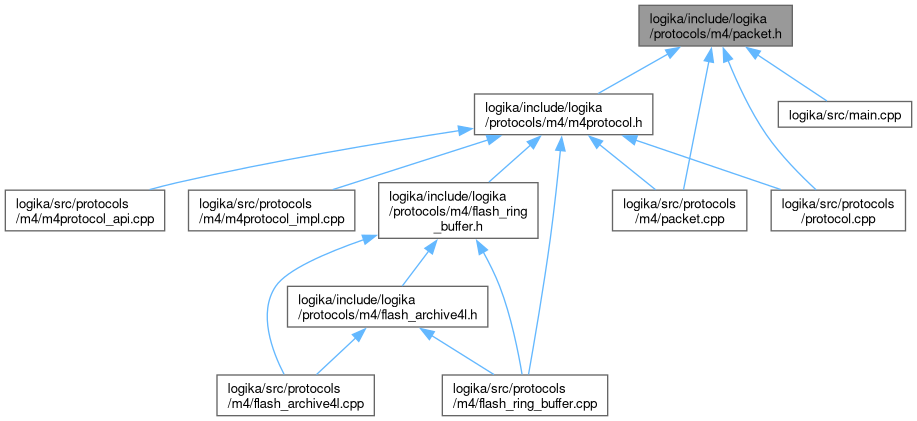 logika/include/logika
/protocols/m4/packet.h
logika/include/logika
/protocols/m4/m4protocol.h
logika/src/main.cpp
logika/src/protocols
/m4/m4protocol_api.cpp
logika/src/protocols
/m4/m4protocol_impl.cpp
logika/include/logika
/protocols/m4/flash_ring
_buffer.h
logika/src/protocols
/m4/packet.cpp
logika/src/protocols
/protocol.cpp
logika/include/logika
/protocols/m4/flash_archive4l.h
logika/src/protocols
/m4/flash_archive4l.cpp
logika/src/protocols
/m4/flash_ring_buffer.cpp